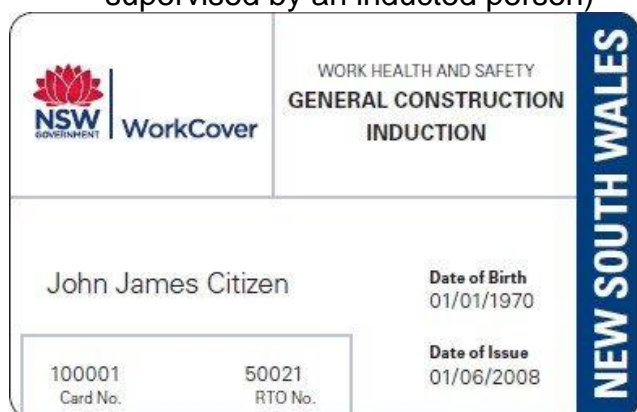 supervised by an inducted person)
NSW
GOVERNMENT
WorkCover
WORK HEALTH AND SAFETY
GENERAL CONSTRUCTION
INDUCTION
NEW SOUTH WALES
John James Citizen
Date of Birth
01/01/1970
Date of Issue
01/06/2008
100001
Card No.
50021
RTO No.